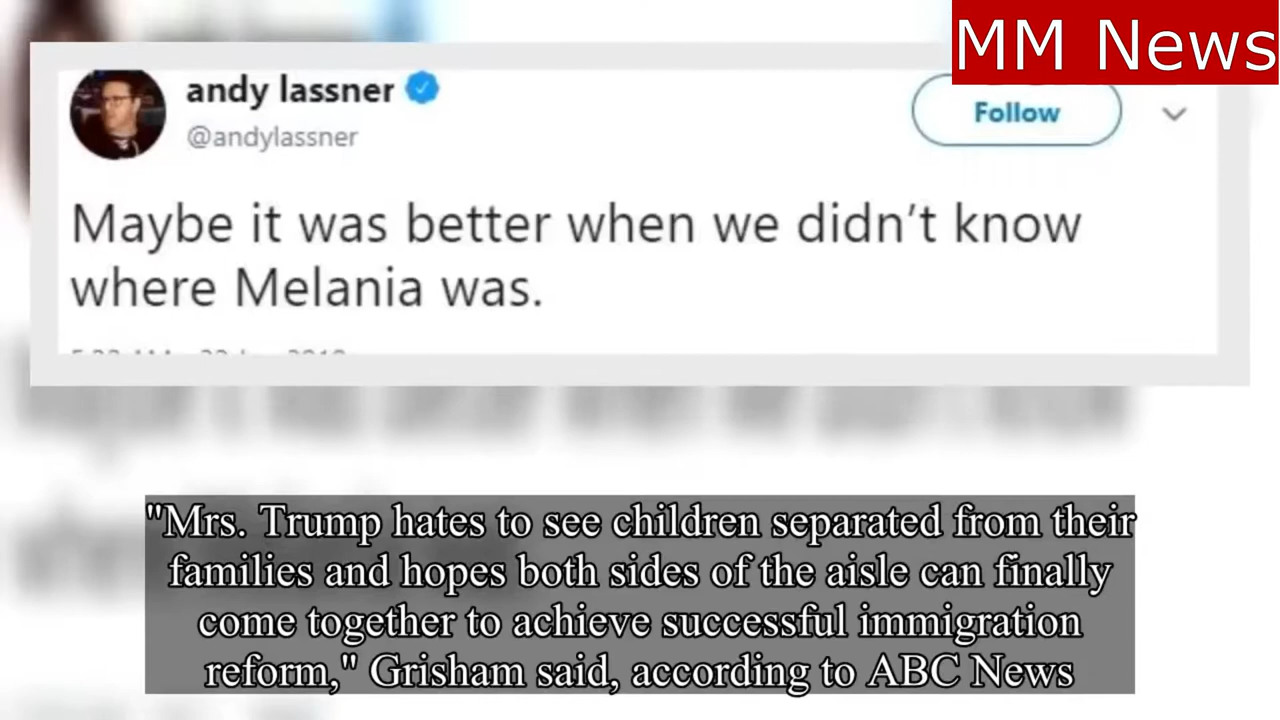 MM News
andy lassner
@andylassner
Follow
Maybe it was better when we didn't know
where Melania was.
"Mrs. Trump hates to see children separated from their
families and hopes both sides of the aisle can finally
come together to achieve successful immigration
reform," Grisham said, according to ABC News